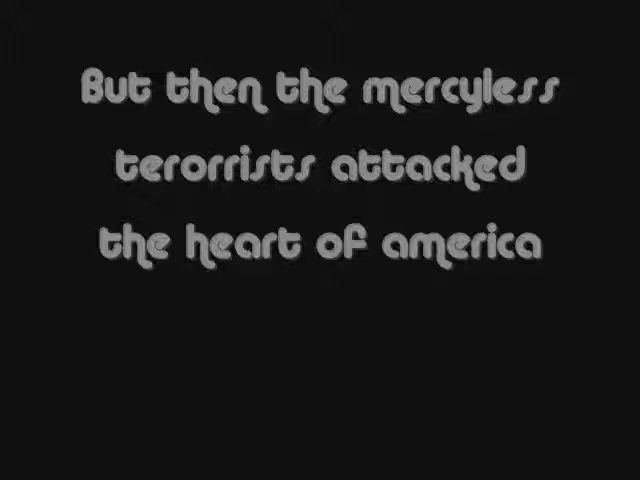 But then the mercyless
terorrists attacked
the heart of america